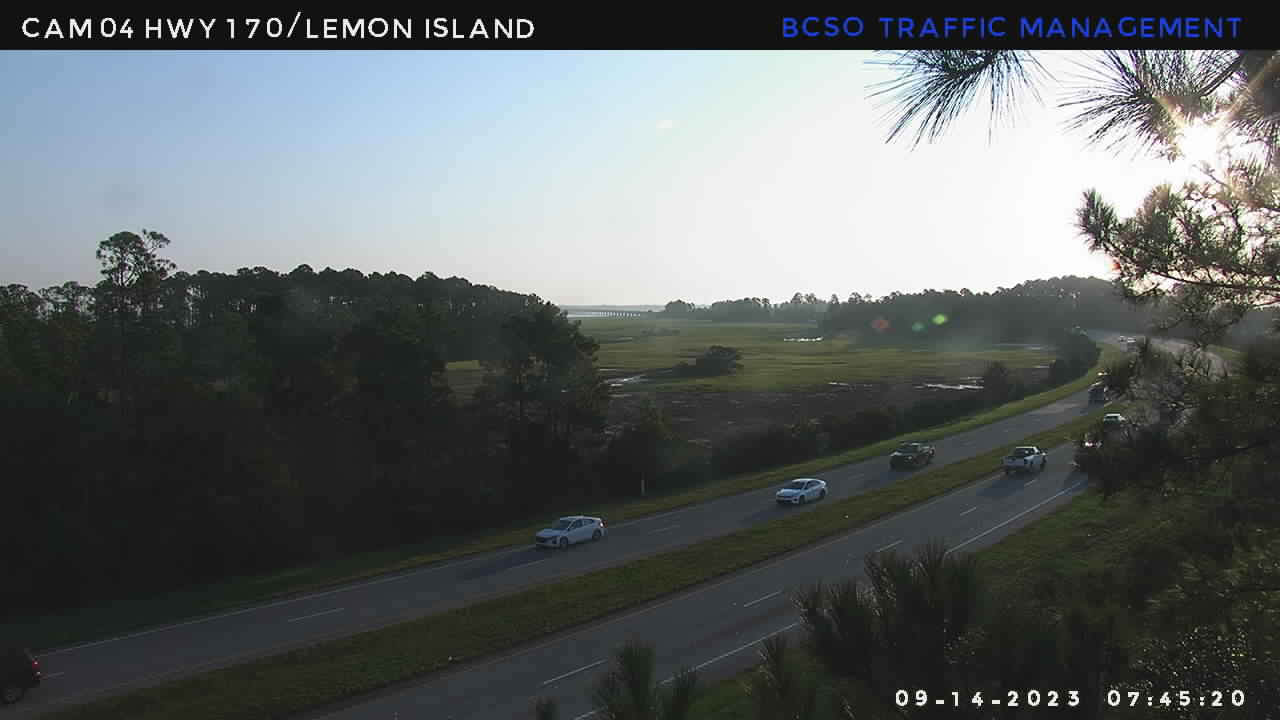 CAM04 HWY 170/LEMON ISLAND
BCSO TRAFFIC MANAGEMENT
09-14-2023 07:45:20